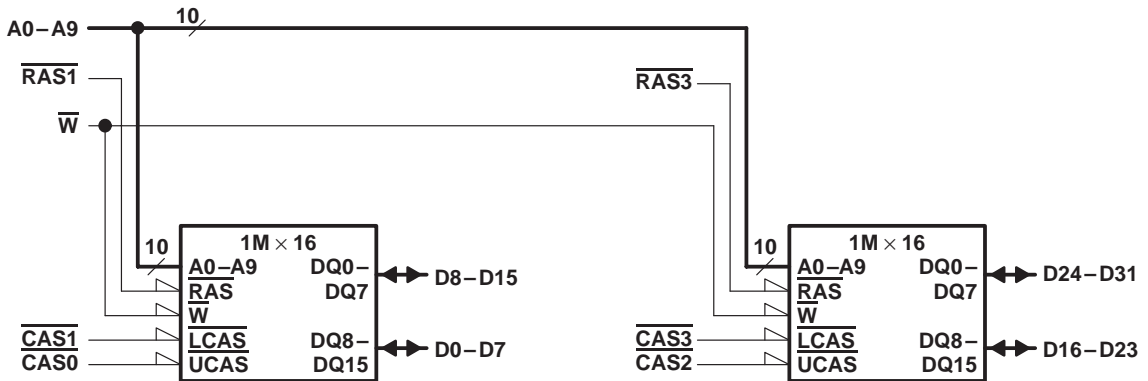 10
A0–A9
RAS1
RAS3
W
1M × 16
1M × 16
10
A0–A9
DQ0–
DQ7
D8–D15
RAS
W
CAS1
LCAS
DQ8–
DQ15
D0–D7
CAS0
UCAS
10
A0–A9
DQ0–
DQ7
D24–D31
RAS
W
CAS3
LCAS
DQ8–
DQ15
D16–D23
CAS2
UCAS